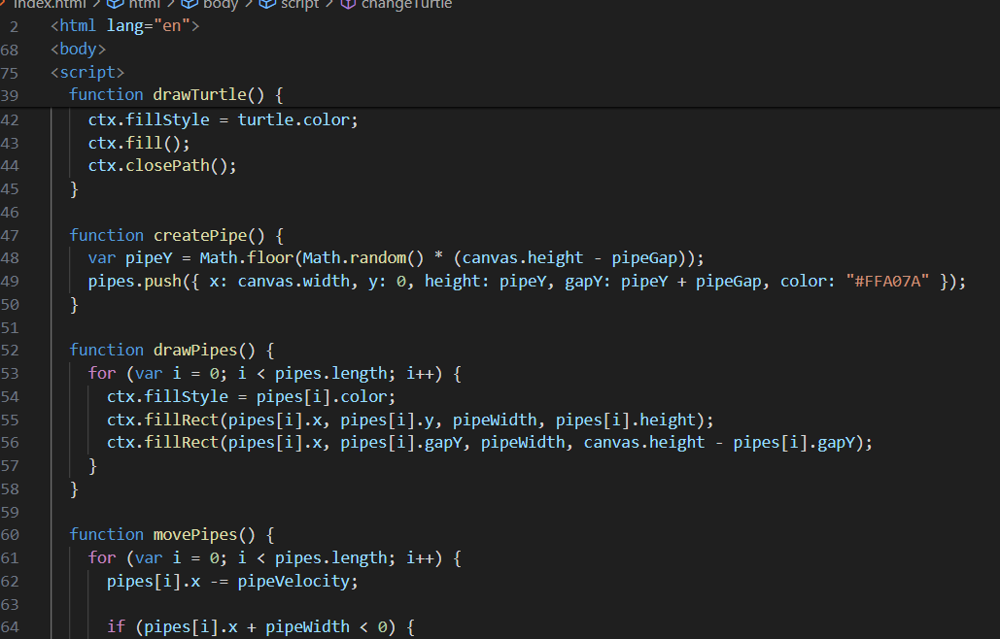 index.html > html > body > script > changeTurtle
2 <html lang="en">
68 <body>
75 <script>
39 function drawTurtle() {
42 ctx.fillStyle = turtle.color;
43 ctx.fill();
44 ctx.closePath();
45 }
46
47 function createPipe() {
48 var pipeY = Math.floor(Math.random() * (canvas.height - pipeGap));
49 pipes.push({ x: canvas.width, y: 0, height: pipeY, gapY: pipeY + pipeGap, color: "#FFA07A" });
50 }
51
52 function drawPipes() {
53 for (var i = 0; i < pipes.length; i++) {
54 ctx.fillStyle = pipes[i].color;
55 ctx.fillRect(pipes[i].x, pipes[i].y, pipeWidth, pipes[i].height);
56 ctx.fillRect(pipes[i].x, pipes[i].gapY, pipeWidth, canvas.height - pipes[i].gapY);
57 }
58 }
59
60 function movePipes() {
61 for (var i = 0; i < pipes.length; i++) {
62 pipes[i].x -= pipeVelocity;
63
64 if (pipes[i].x + pipeWidth < 0) {